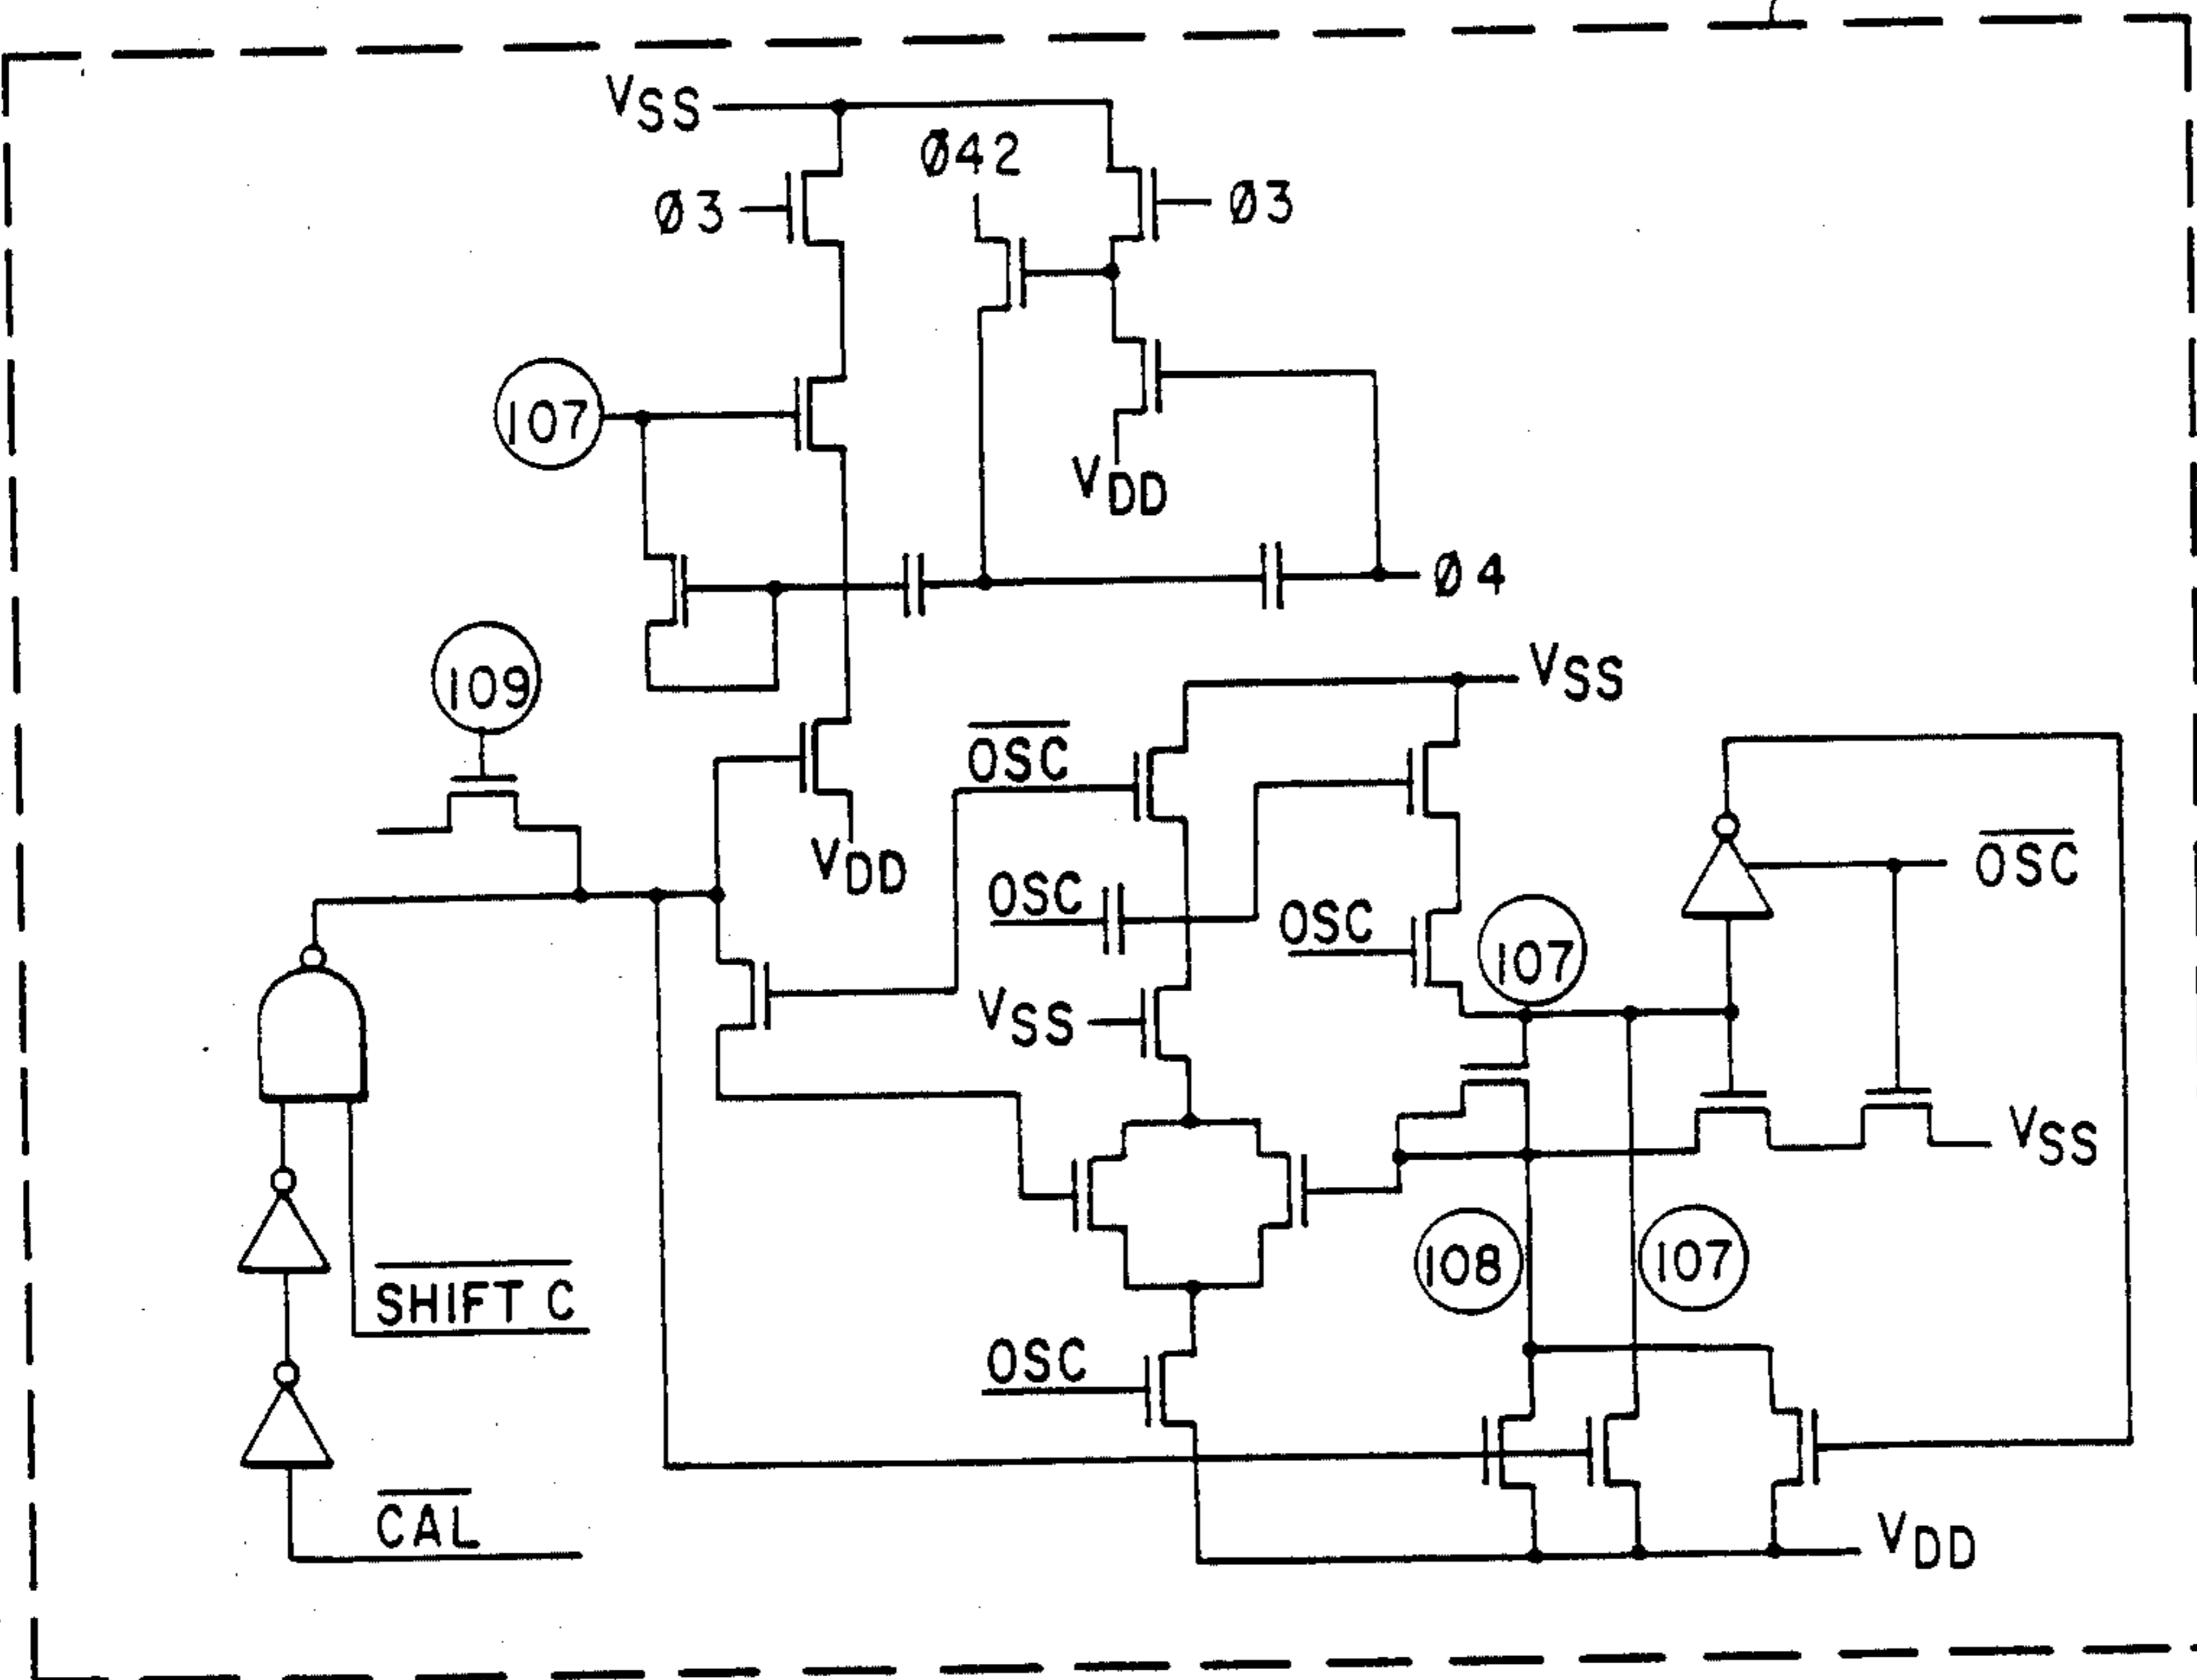 VSS
Ø42
Ø3
Ø3
107
VDD
Ø4
109
VSS
OSC
VDD
OSC
OSC
OSC
107
VSS
VSS
SHIFT C
108
107
OSC
CAL
VDD